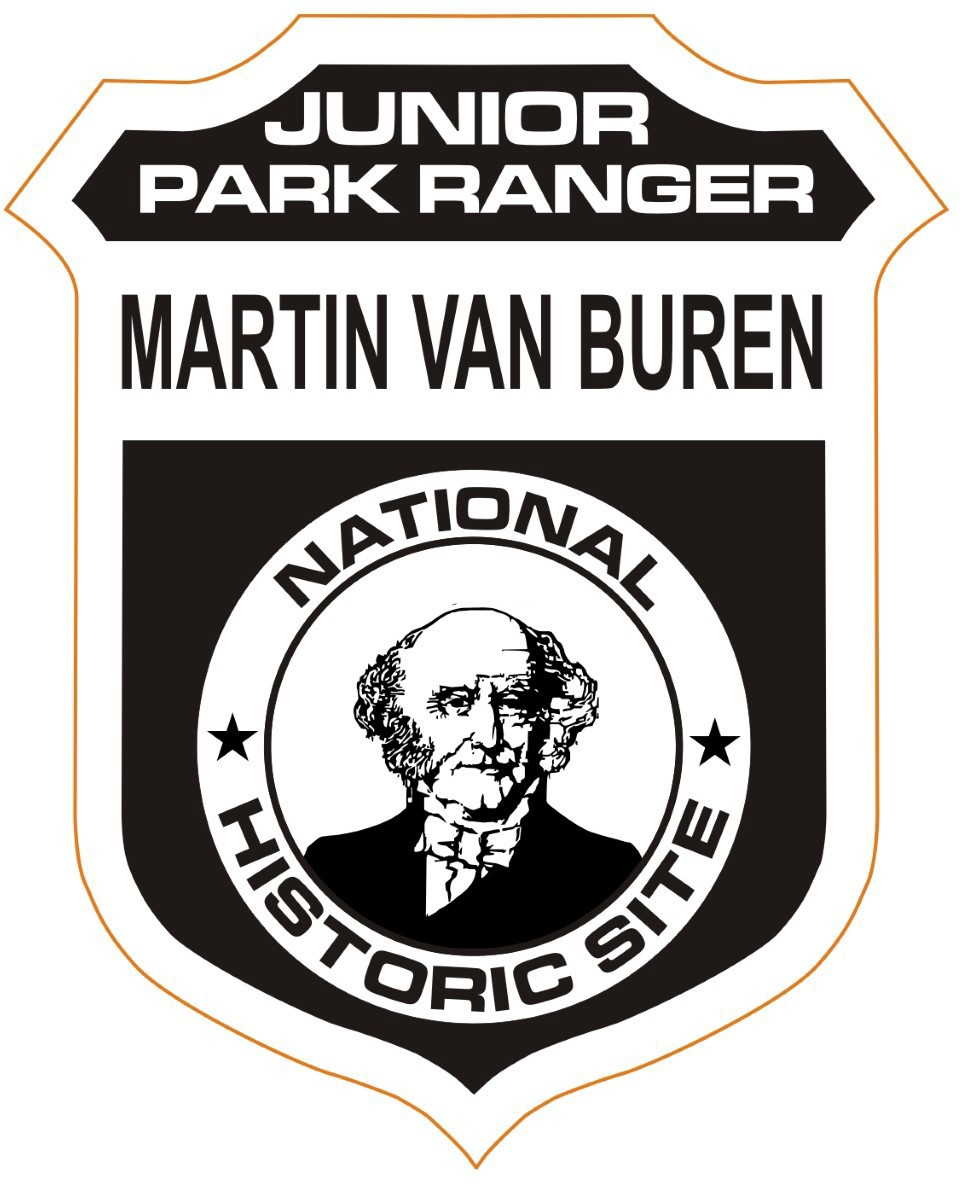 JUNIOR
PARK RANGER
MARTIN VAN BUREN
NATIONAL
HISTORIC SITE